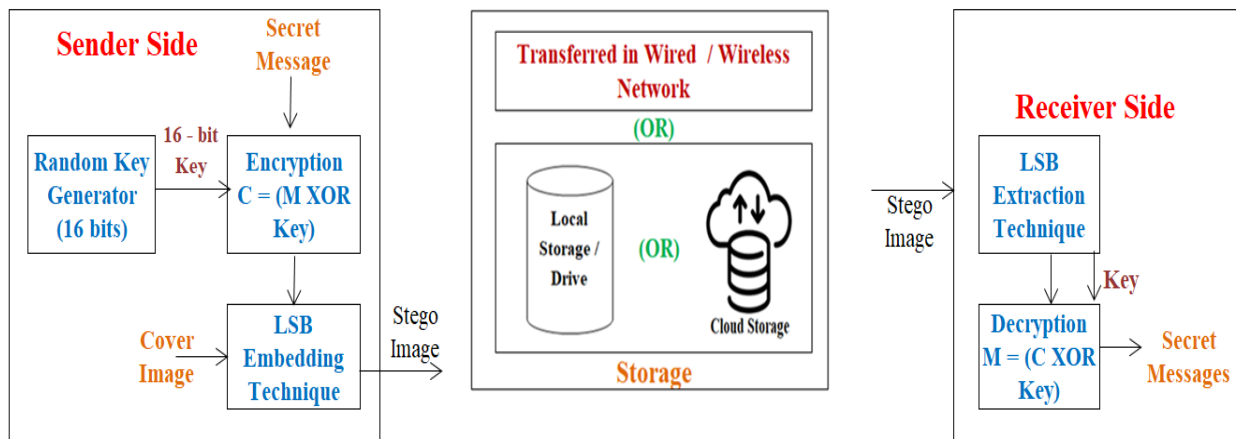 Sender Side
Secret
Message
16 - bit
Key
Random Key
Generator
(16 bits)
Encryption
C = (M XOR
Key)
Cover
Image
LSB
Embedding
Technique
Stego
Image
Transferred in Wired / Wireless
Network
(OR)
Local
Storage /
Drive
(OR)
Cloud Storage
Storage
Receiver Side
Stego
Image
LSB
Extraction
Technique
Key
Decryption
M = (C XOR
Key)
Secret
Messages